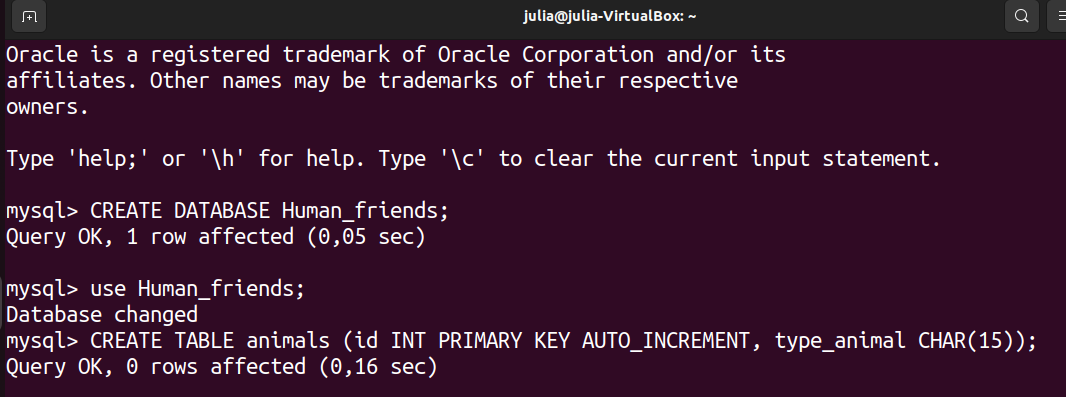 julia@julia-VirtualBox: ~
Oracle is a registered trademark of Oracle Corporation and/or its
affiliates. Other names may be trademarks of their respective
owners.
Type 'help;' or '\h' for help. Type '\c' to clear the current input statement.
mysql> CREATE DATABASE Human_friends;
Query OK, 1 row affected (0,05 sec)
mysql> use Human_friends;
Database changed
mysql> CREATE TABLE animals (id INT PRIMARY KEY AUTO_INCREMENT, type_animal CHAR(15));
Query OK, 0 rows affected (0,16 sec)